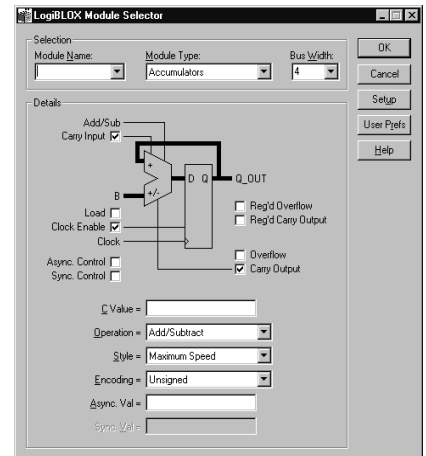 LogiBLOX Module Selector
Selection
Module Name: Module Type: Bus Width:
Accumulators 4
OK
Cancel
Setup
User Prefs
Help
Details
Add/Sub
Carry Input
+
D Q Q_OUT
B +/-
Load
Clock Enable
Clock
Reg'd Overflow
Reg'd Carry Output
Async. Control
Sync. Control
Overflow
Carry Output
C Value =
Operation = Add/Subtract
Style = Maximum Speed
Encoding = Unsigned
Async. Val =
Sync. Val =